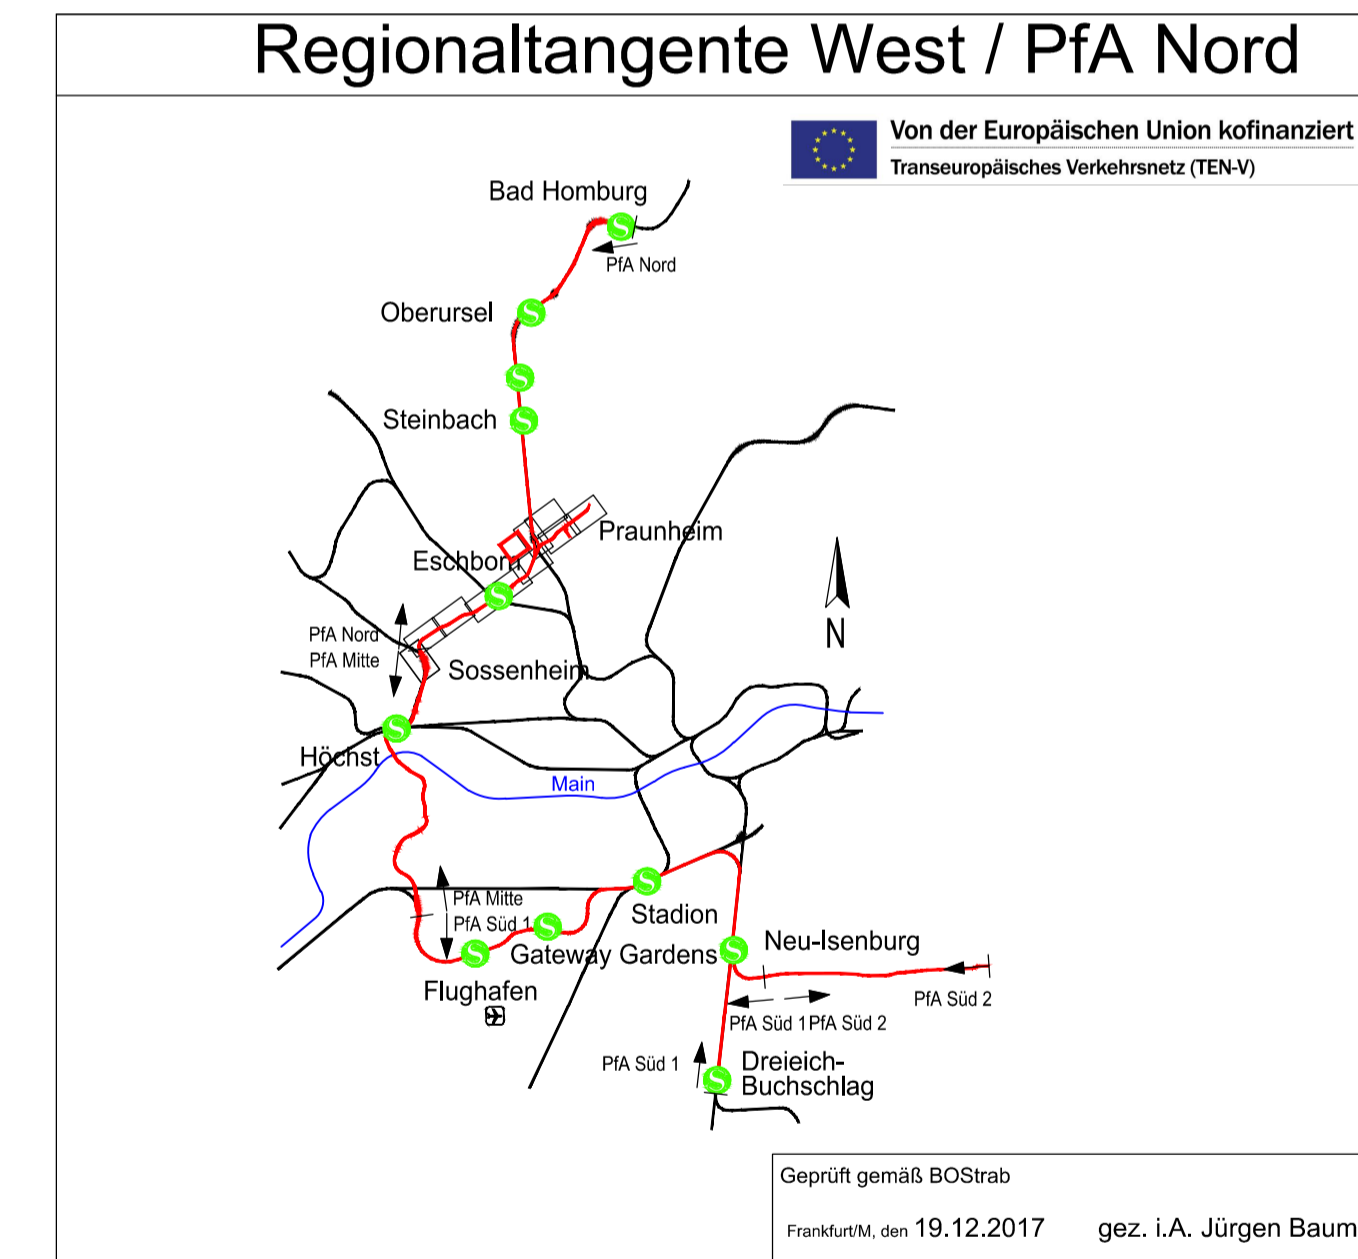 Regionaltangente West / PfA Nord
Von der Europäischen Union kofinanziert
Transeuropäisches Verkehrsnetz (TEN-V)
Bad Homburg
S
PfA Nord
Oberursel
S
S
Steinbach
S
Praunheim
Eschborn
S
PfA Nord
PfA Mitte
Sossenheim
N
S
Höchst
Main
PfA Mitte
PfA Süd 1
S
Stadion
S
Gateway Gardens
S
Neu-Isenburg
S
Flughafen
PfA Süd 2
PfA Süd 1
PfA Süd 2
PfA Süd 1
S
Dreieich-
Buchschlag
Geprüft gemäß BOStrab
Frankfurt/M, den 19.12.2017 gez. i.A. Jürgen Baum